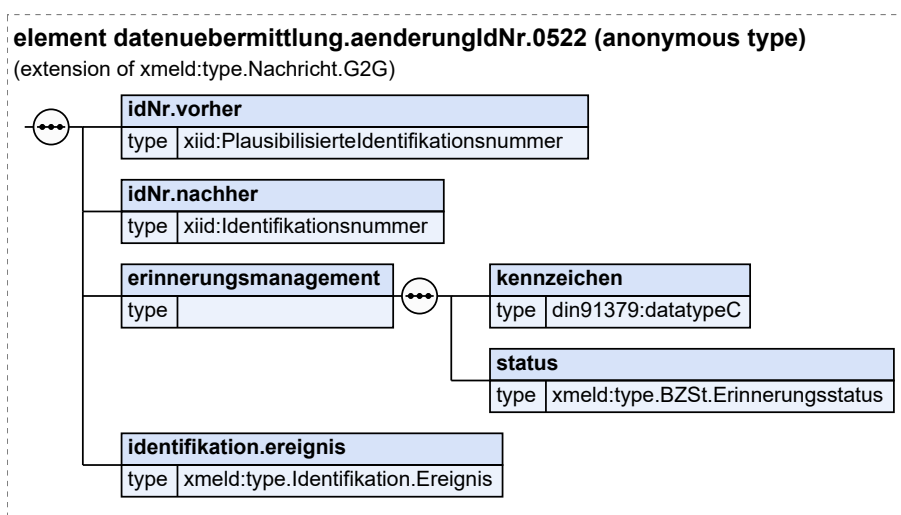 element datenuebermittlung.aenderungIdNr.0522 (anonymous type)
(extension of xmeld:type.Nachricht.G2G)
idNr.vorher
type xiid:PlausibilisierteIdentifikationsnummer
idNr.nachher
type xiid:Identifikationsnummer
erinnerungsmanagement
type
kennzeichen
type din91379:datatypeC
status
type xmeld:type.BZSt.Erinnerungsstatus
identifikation.ereignis
type xmeld:type.Identifikation.Ereignis